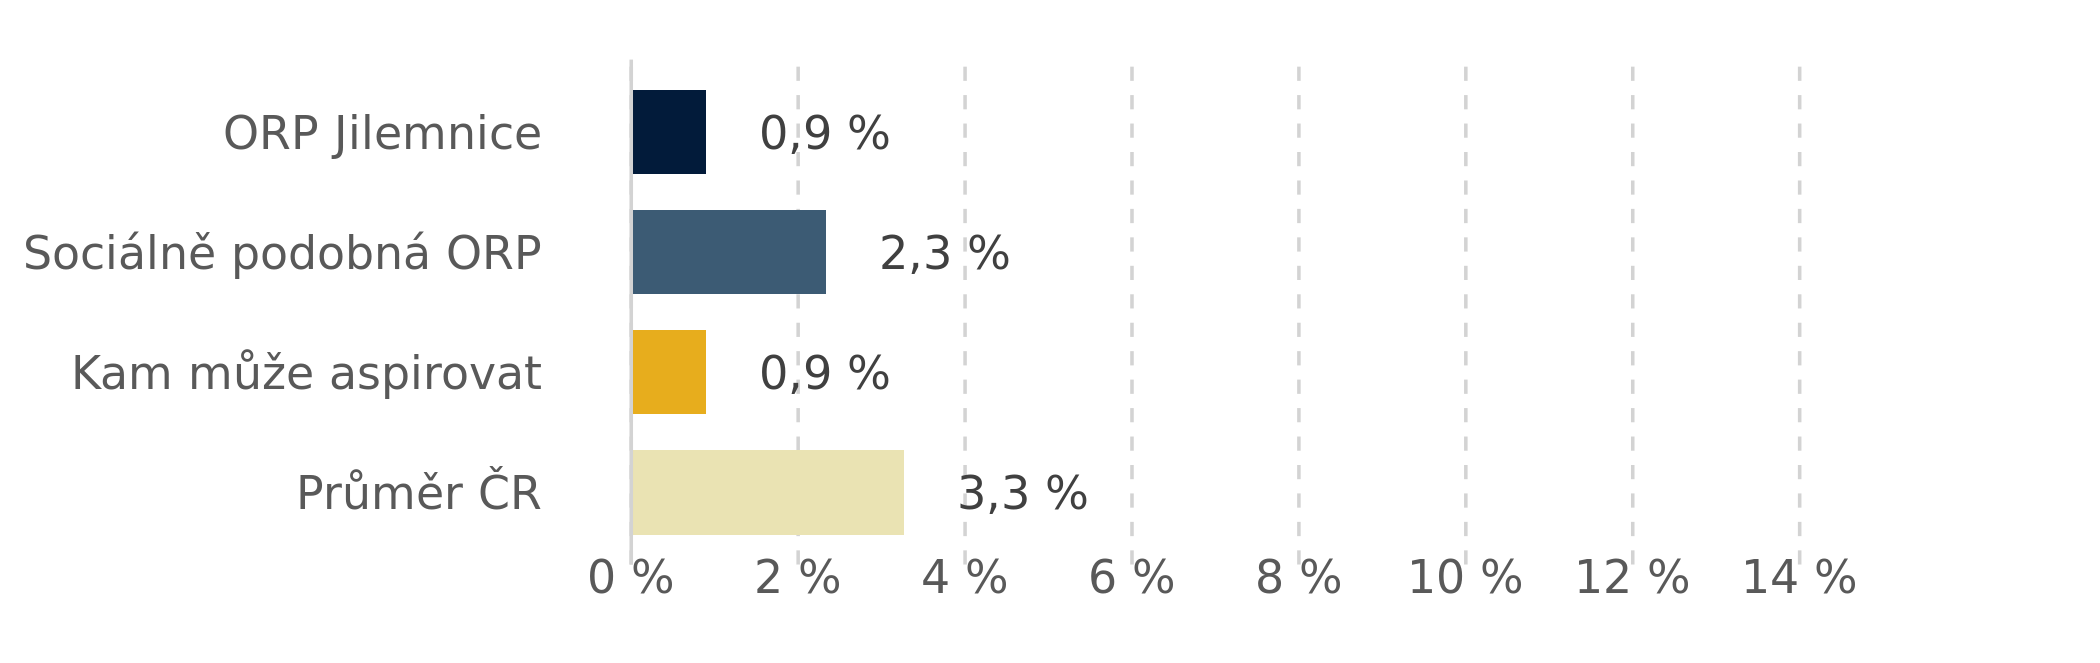 ORP Jilemnice 0,9 %
Sociálně podobná ORP 2,3 %
Kam může aspirovat 0,9 %
Průměr ČR 3,3 %
0 % 2 % 4 % 6 % 8 % 10 % 12 % 14 %